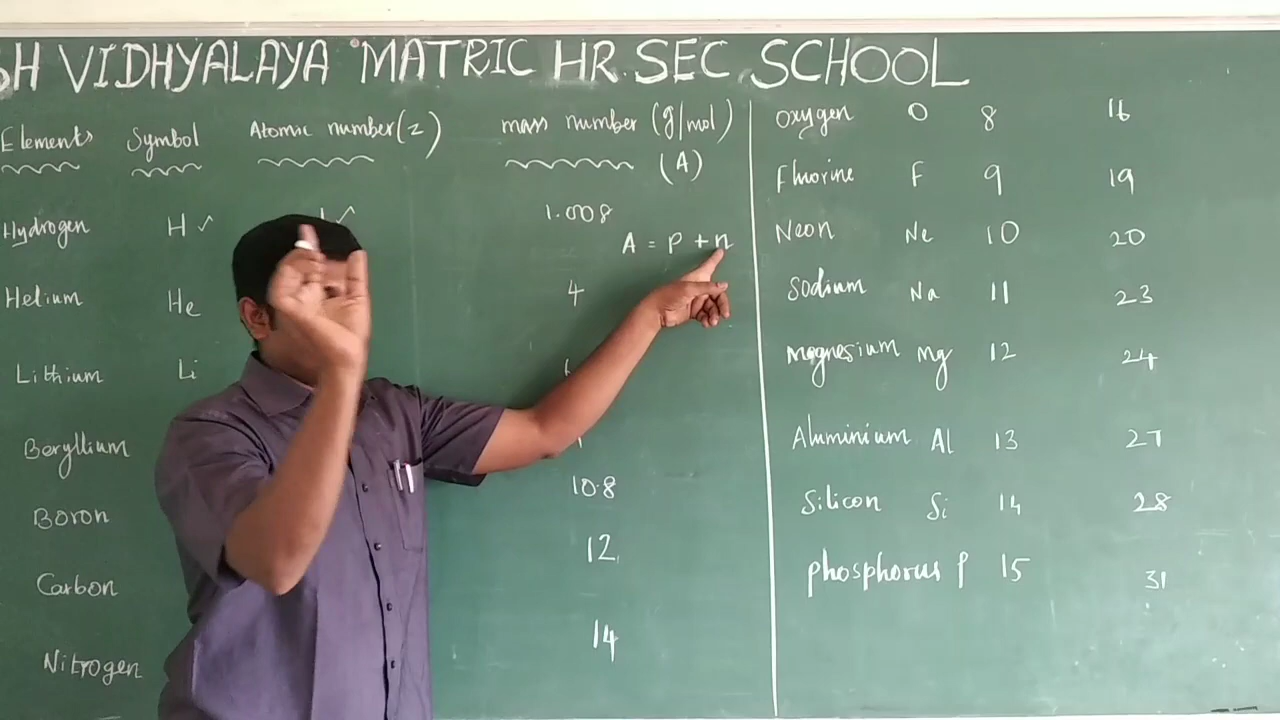 VIDHYALAYA MATRIC HR. SEC SCHOOL
Elements Symbol Atomic number(z) mass number (g/mol)
(A)
Hydrogen H ✓ ✓ 1.008
A = P + n
Helium He 4
Lithium Li
Beryllium
Boron 10.8
Carbon 12
Nitrogen 14
Oxygen O 8 16
Fluorine F 9 19
Neon Ne 10 20
Sodium Na 11 23
Magnesium Mg 12 24
Aluminium Al 13 27
Silicon Si 14 28
phosphorus P 15 31